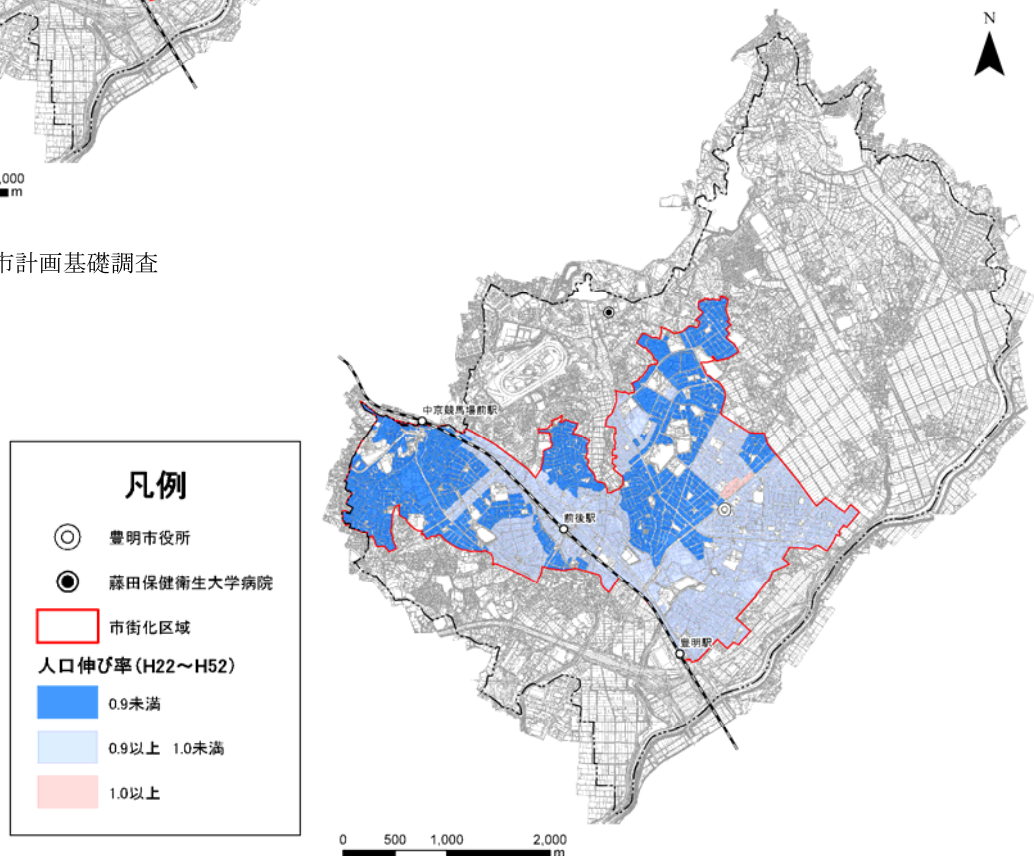 ,000
m
市計画基礎調査
N
中京競馬場前駅
前後駅
豊明駅
凡例
豊明市役所
藤田保健衛生大学病院
市街化区域
人口伸び率(H22～H52)
0.9未満
0.9以上 1.0未満
1.0以上
0 500 1,000 2,000
m